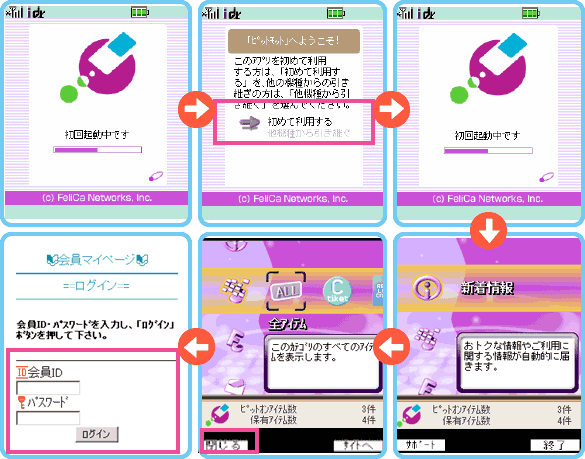 初回起動中です
(c) FeliCa Networks, Inc.
「ピットモット」へようこそ!
このアプリを初めて利用
する方は、「初めて利用す
る」を、他の機種からの引き
継ぎの方は、「他機種から引
き継ぐ」を選んでください。
初めて利用する
他機種から引き継ぐ
(c) FeliCa Networks, Inc.
初回起動中です
(c) FeliCa Networks, Inc.
新着情報
おトクな情報やご利用に
関する情報が自動的に届
きます。
ピットオンアイテム数 3件
(保有アイテム数 4件
サポート 終了
ALL
C
ticket
全アイテム
このカテゴリのすべてのアイテ
ムを表示します。
ピットオンアイテム数 3件
(保有アイテム数 4件
閉じる サイトへ
会員マイページ
==ログイン==
会員ID・パスワードを入力し、「ログイン」
ボタンを押して下さい。
ID会員ID
パスワード
ログイン